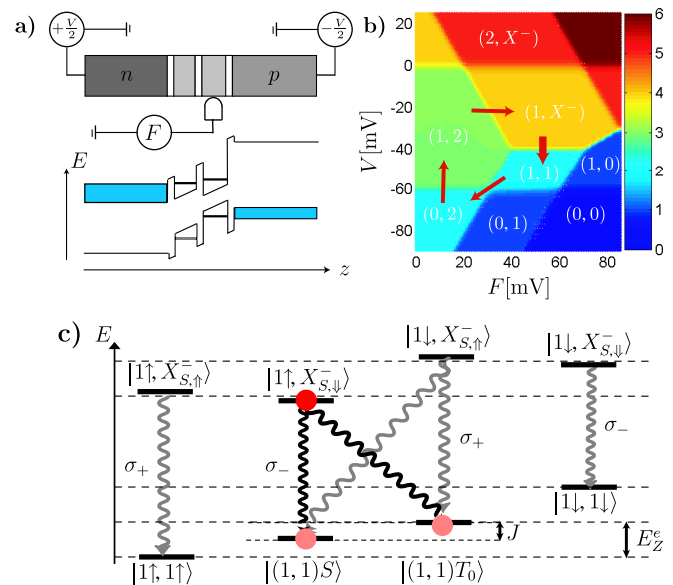 a)
+V/2
−V/2
n
p
F
E
z
b)
V[mV]
20
0
-20
-40
-60
-80
(2, X⁻)
(1, X⁻)
(1, 2)
(1, 1)
(1, 0)
(0, 2)
(0, 1)
(0, 0)
0 20 40 60 80
F[mV]
6
5
4
3
2
1
0
c)
E
|1↑, X⁻_{S,⇑}⟩
|1↑, X⁻_{S,⇓}⟩
|1↓, X⁻_{S,⇑}⟩
|1↓, X⁻_{S,⇓}⟩
σ₊
σ₋
σ₊
σ₋
|1↓, 1↓⟩
J
E_Z^e
|1↑, 1↑⟩
|(1, 1)S⟩
|(1, 1)T₀⟩